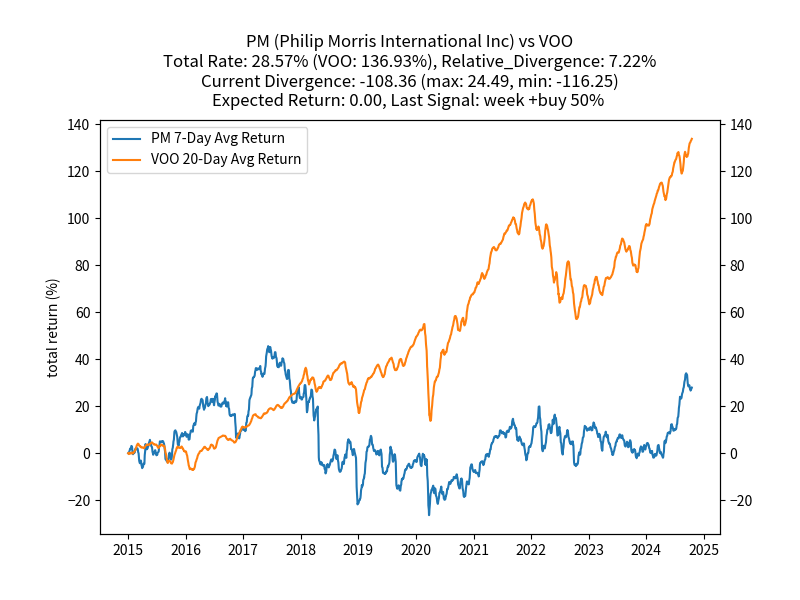 PM (Philip Morris International Inc) vs VOO
Total Rate: 28.57% (VOO: 136.93%), Relative_Divergence: 7.22%
Current Divergence: -108.36 (max: 24.49, min: -116.25)
Expected Return: 0.00, Last Signal: week +buy 50%
PM 7-Day Avg Return
VOO 20-Day Avg Return
total return (%)
140
120
100
80
60
40
20
0
−20
140
120
100
80
60
40
20
0
−20
2015 2016 2017 2018 2019 2020 2021 2022 2023 2024 2025